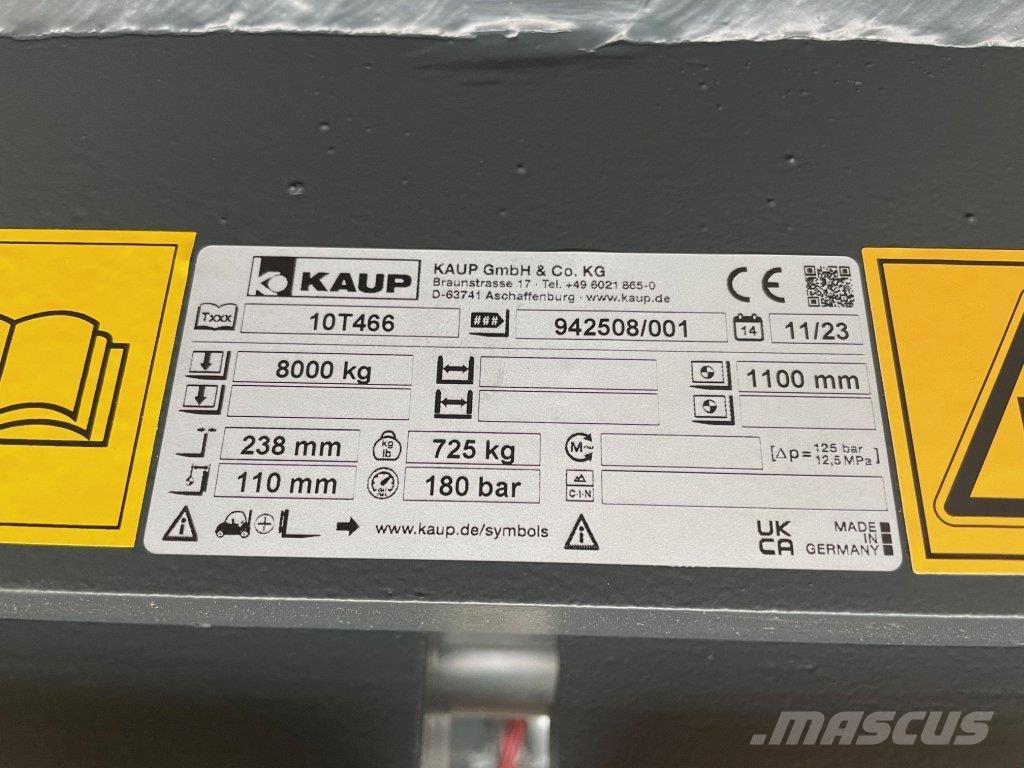 KAUP
KAUP GmbH & Co. KG
Braunstrasse 17 · Tel. +49 6021 865-0
D-63741 Aschaffenburg · www.kaup.de
CE
Txxx 10T466 ### 942508/001 14 11/23
8000 kg 1100 mm
238 mm kg lb 725 kg M [Δp= 125 bar 12,5 MPa]
110 mm 180 bar C-I-N
www.kaup.de/symbols
UK CA
MADE IN GERMANY
MASCUS